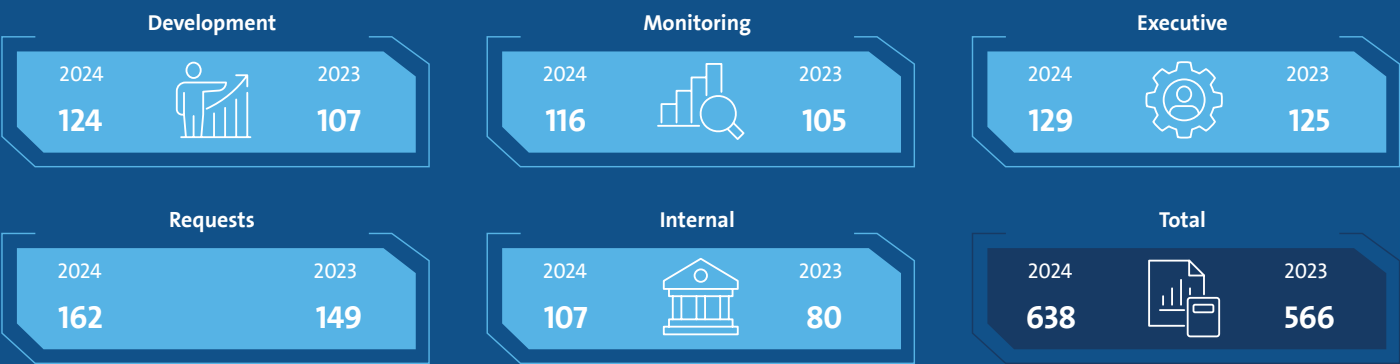 Development
2024 2023
124 107
Monitoring
2024 2023
116 105
Executive
2024 2023
129 125
Requests
2024 2023
162 149
Internal
2024 2023
107 80
Total
2024 2023
638 566